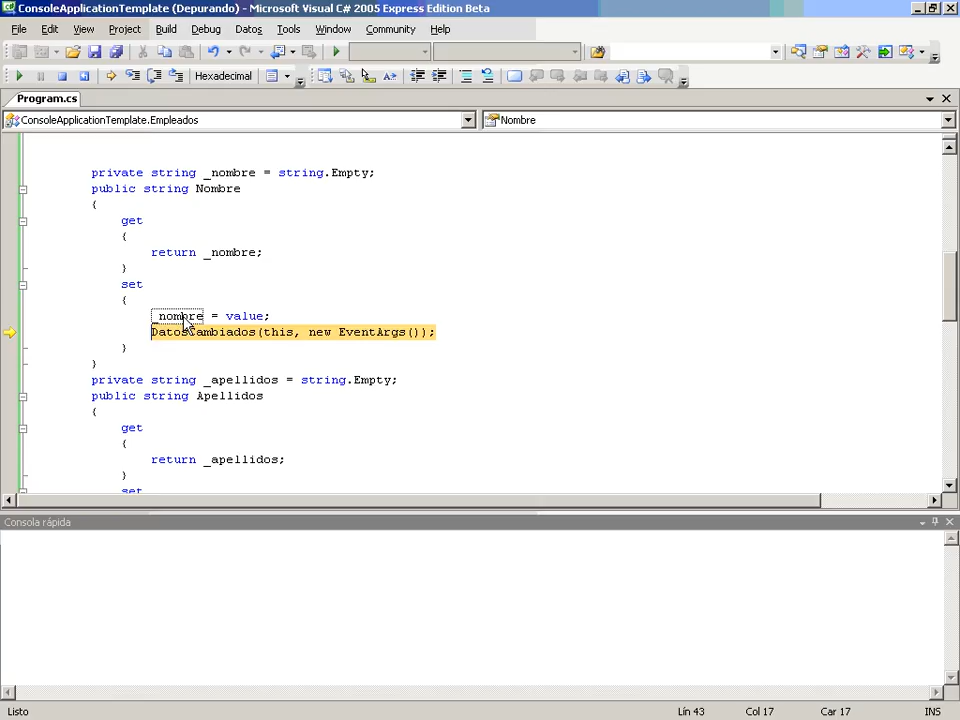 ConsoleApplicationTemplate (Depurando) - Microsoft Visual C# 2005 Express Edition Beta
File Edit View Project Build Debug Datos Tools Window Community Help
Hexadecimal
Program.cs
ConsoleApplicationTemplate.Empleados
Nombre
private string _nombre = string.Empty;
public string Nombre
{
get
{
return _nombre;
}
set
{
_nombre = value;
DatosCambiados(this, new EventArgs());
}
}
private string _apellidos = string.Empty;
public string Apellidos
{
get
{
return _apellidos;
}
set
Consola rápida
Listo
Lín 43
Col 17
Car 17
INS